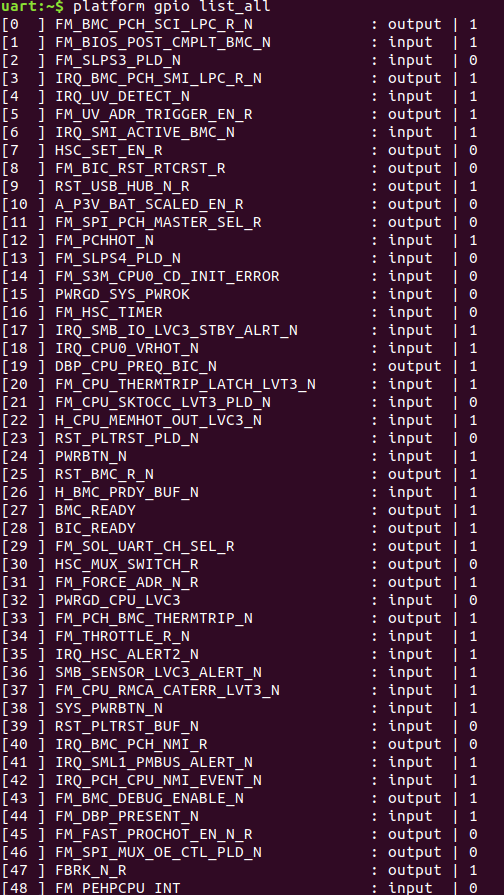 uart:~$ platform gpio list_all
[0  ] FM_BMC_PCH_SCI_LPC_R_N : output | 1
[1  ] FM_BIOS_POST_CMPLT_BMC_N : input | 1
[2  ] FM_SLPS3_PLD_N : input | 0
[3  ] IRQ_BMC_PCH_SMI_LPC_R_N : output | 1
[4  ] IRQ_UV_DETECT_N : input | 1
[5  ] FM_UV_ADR_TRIGGER_EN_R : output | 1
[6  ] IRQ_SMI_ACTIVE_BMC_N : input | 1
[7  ] HSC_SET_EN_R : output | 0
[8  ] FM_BIC_RST_RTCRST_R : output | 0
[9  ] RST_USB_HUB_N_R : output | 1
[10 ] A_P3V_BAT_SCALED_EN_R : output | 0
[11 ] FM_SPI_PCH_MASTER_SEL_R : output | 0
[12 ] FM_PCHHOT_N : input | 1
[13 ] FM_SLPS4_PLD_N : input | 0
[14 ] FM_S3M_CPU0_CD_INIT_ERROR : input | 0
[15 ] PWRGD_SYS_PWROK : input | 0
[16 ] FM_HSC_TIMER : input | 0
[17 ] IRQ_SMB_IO_LVC3_STBY_ALRT_N : input | 1
[18 ] IRQ_CPU0_VRHOT_N : input | 1
[19 ] DBP_CPU_PREQ_BIC_N : output | 1
[20 ] FM_CPU_THERMTRIP_LATCH_LVT3_N : input | 1
[21 ] FM_CPU_SKTOCC_LVT3_PLD_N : input | 0
[22 ] H_CPU_MEMHOT_OUT_LVC3_N : input | 1
[23 ] RST_PLTRST_PLD_N : input | 0
[24 ] PWRBTN_N : input | 1
[25 ] RST_BMC_R_N : output | 1
[26 ] H_BMC_PRDY_BUF_N : input | 1
[27 ] BMC_READY : output | 1
[28 ] BIC_READY : output | 1
[29 ] FM_SOL_UART_CH_SEL_R : output | 1
[30 ] HSC_MUX_SWITCH_R : output | 0
[31 ] FM_FORCE_ADR_N_R : output | 1
[32 ] PWRGD_CPU_LVC3 : input | 0
[33 ] FM_PCH_BMC_THERMTRIP_N : output | 1
[34 ] FM_THROTTLE_R_N : input | 1
[35 ] IRQ_HSC_ALERT2_N : input | 1
[36 ] SMB_SENSOR_LVC3_ALERT_N : input | 1
[37 ] FM_CPU_RMCA_CATERR_LVT3_N : input | 1
[38 ] SYS_PWRBTN_N : input | 1
[39 ] RST_PLTRST_BUF_N : input | 0
[40 ] IRQ_BMC_PCH_NMI_R : output | 0
[41 ] IRQ_SML1_PMBUS_ALERT_N : input | 1
[42 ] IRQ_PCH_CPU_NMI_EVENT_N : input | 1
[43 ] FM_BMC_DEBUG_ENABLE_N : output | 1
[44 ] FM_DBP_PRESENT_N : input | 1
[45 ] FM_FAST_PROCHOT_EN_N_R : output | 0
[46 ] FM_SPI_MUX_OE_CTL_PLD_N : output | 0
[47 ] FBRK_N_R : output | 1
[48 ] FM_PEHPCPU_INT : input | 0